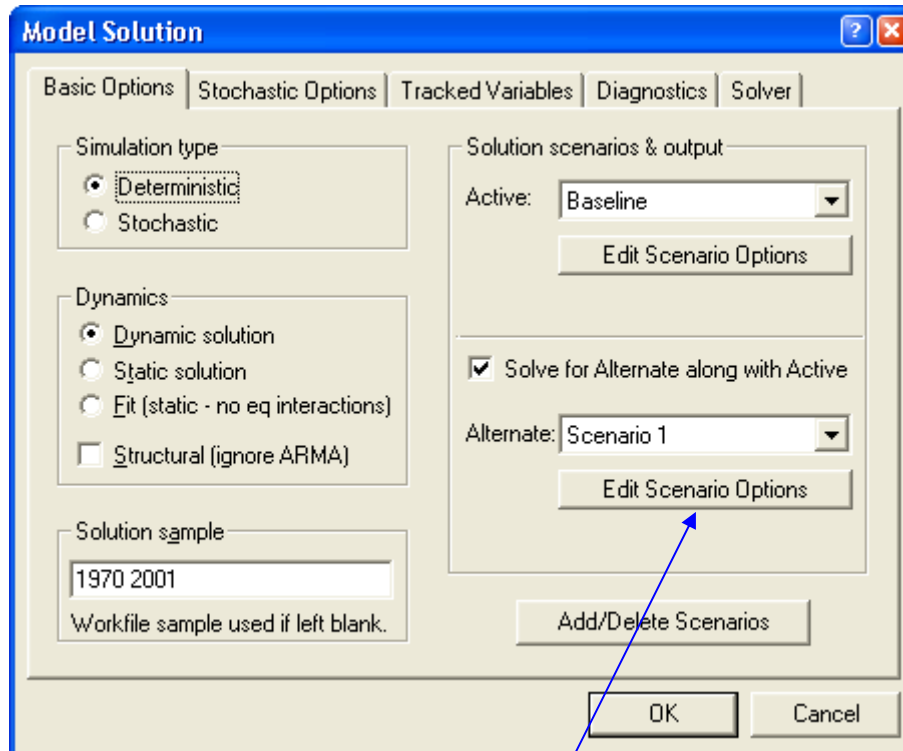 Model Solution
Basic Options
Stochastic Options
Tracked Variables
Diagnostics
Solver
Simulation type
Deterministic
Stochastic
Dynamics
Dynamic solution
Static solution
Fit (static - no eq interactions)
Structural (ignore ARMA)
Solution sample
1970 2001
Workfile sample used if left blank.
Solution scenarios & output
Active: Baseline
Edit Scenario Options
Solve for Alternate along with Active
Alternate: Scenario 1
Edit Scenario Options
Add/Delete Scenarios
OK
Cancel